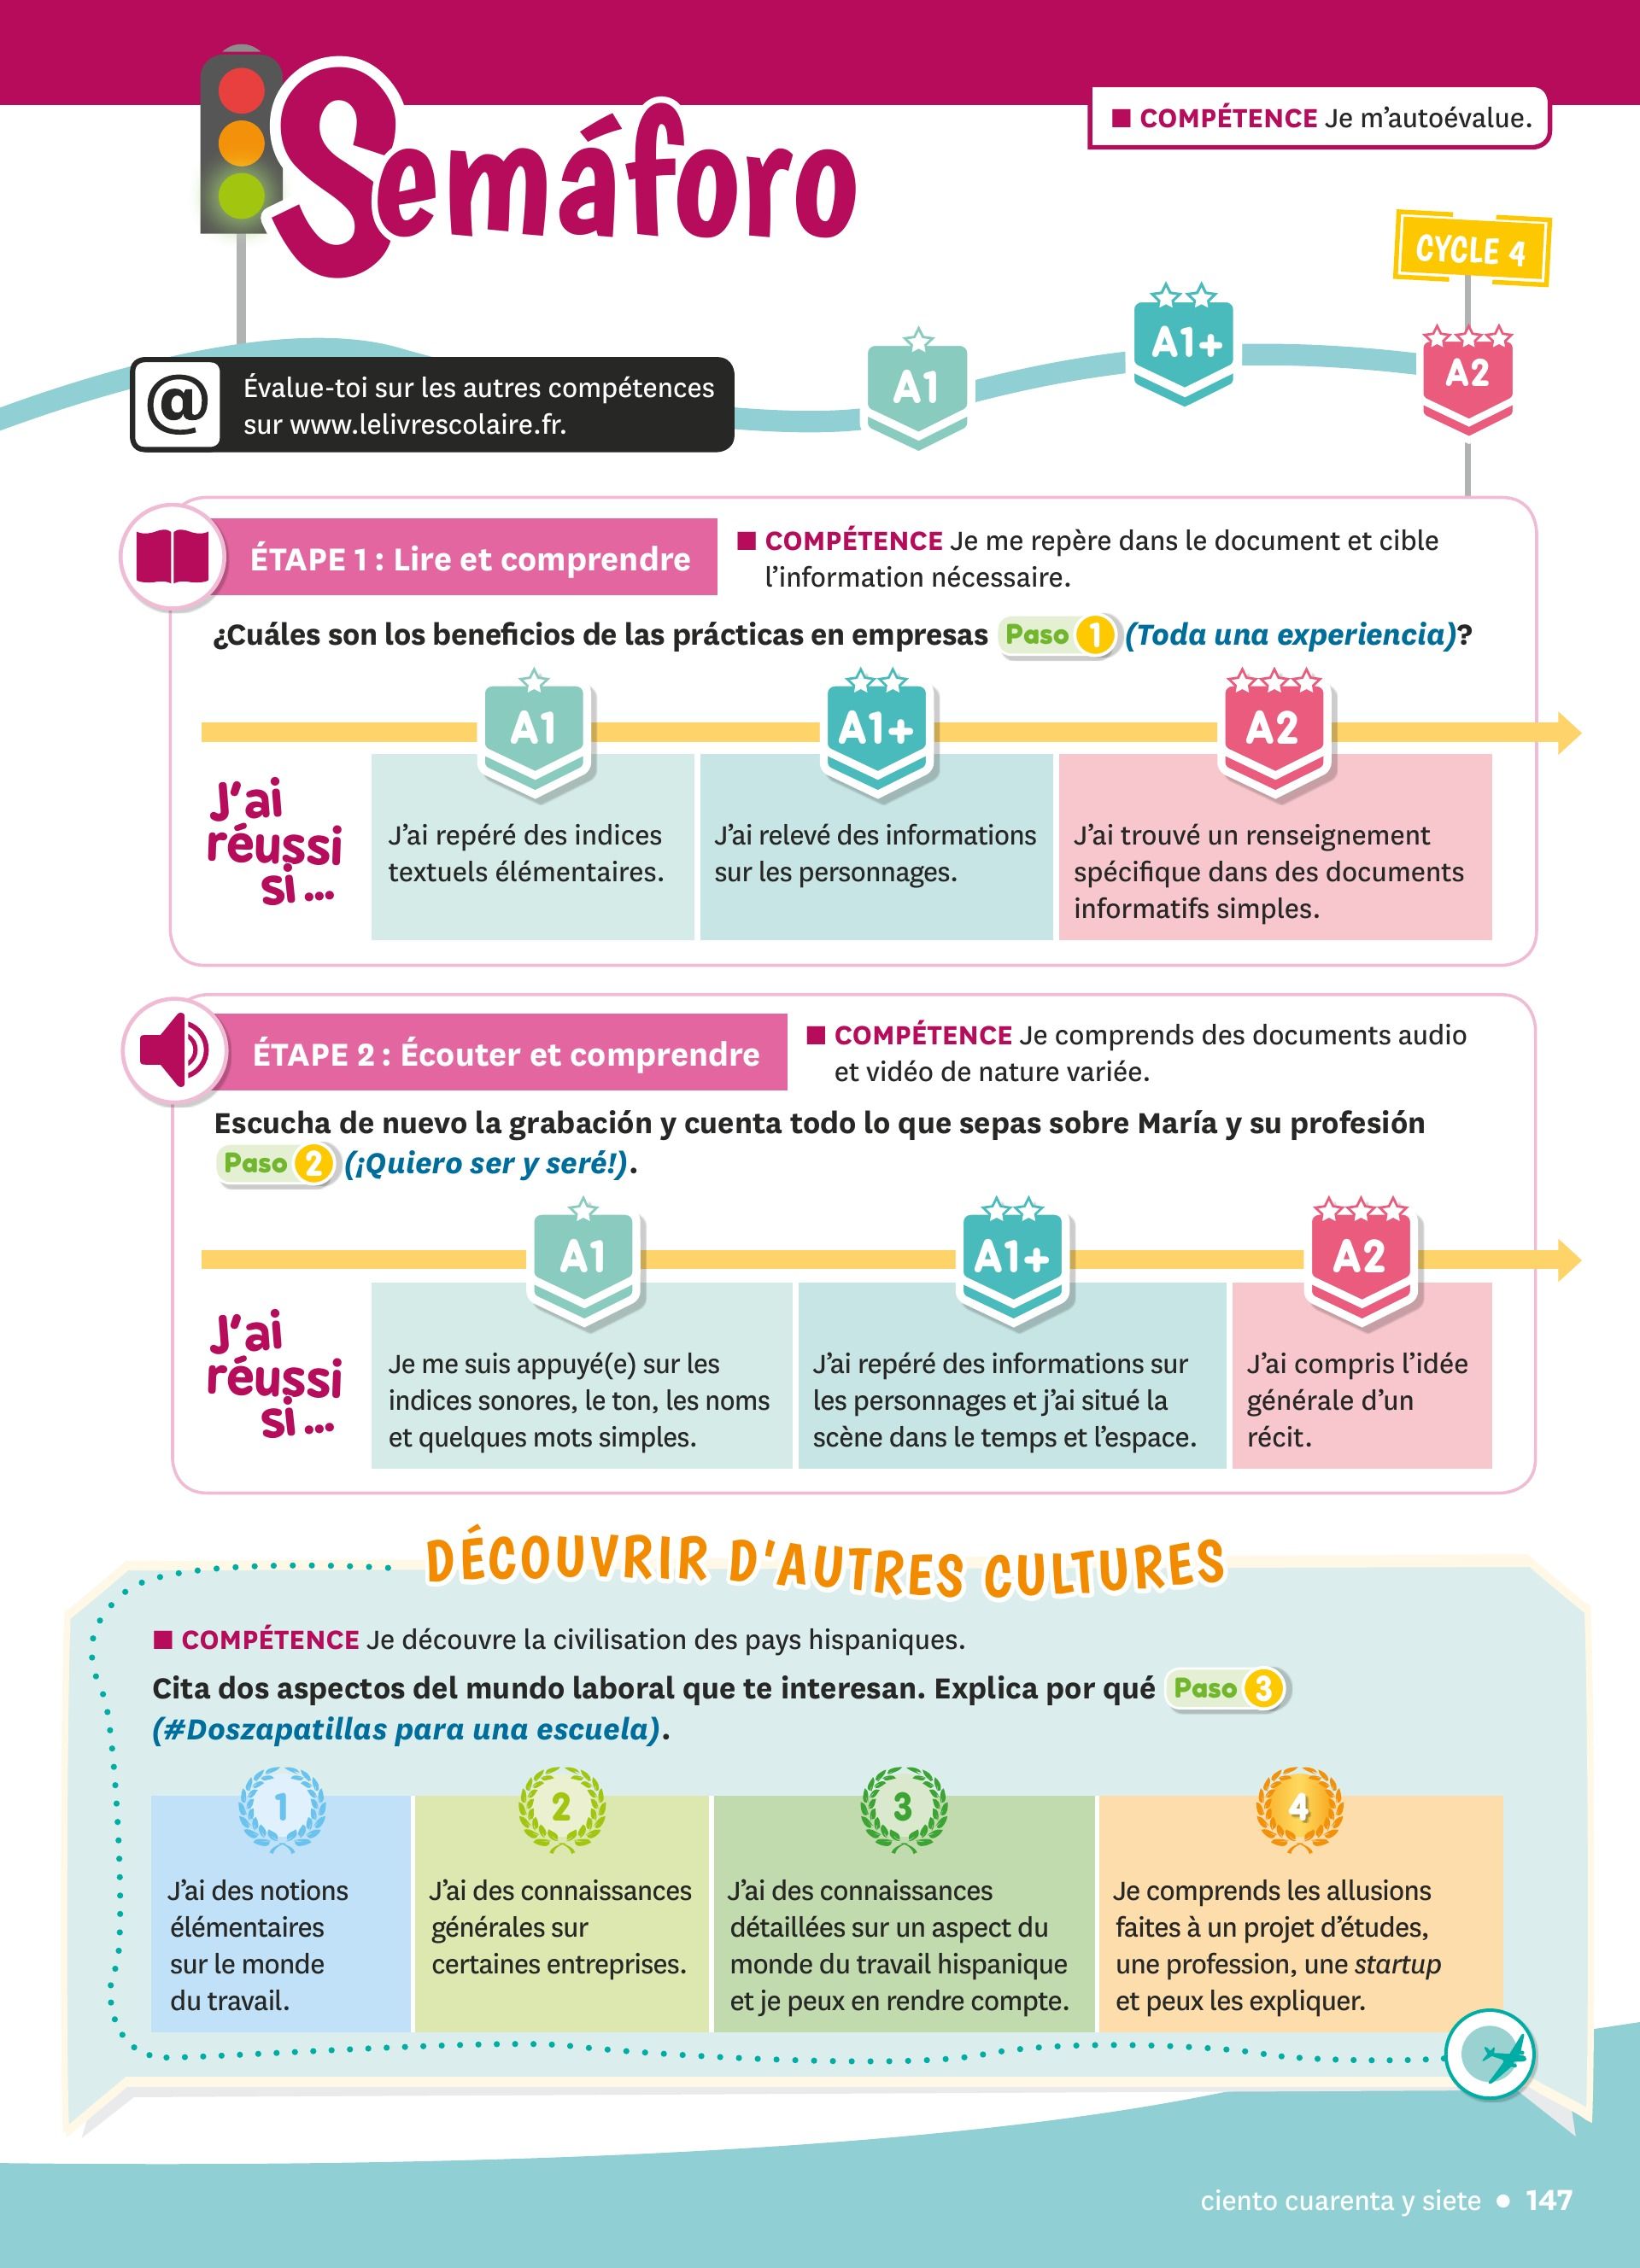 Semáforo
■ COMPÉTENCE Je m'autoévalue.
CYCLE 4
A1
A1+
A2
@
Évalue-toi sur les autres compétences
sur www.lelivrescolaire.fr.
ÉTAPE 1 : Lire et comprendre
■ COMPÉTENCE Je me repère dans le document et cible
l'information nécessaire.
¿Cuáles son los beneficios de las prácticas en empresas Paso 1 (Toda una experiencia)?
A1
A1+
A2
J'ai
réussi
si ...
J'ai repéré des indices
textuels élémentaires.
J'ai relevé des informations
sur les personnages.
J'ai trouvé un renseignement
spécifique dans des documents
informatifs simples.
ÉTAPE 2 : Écouter et comprendre
■ COMPÉTENCE Je comprends des documents audio
et vidéo de nature variée.
Escucha de nuevo la grabación y cuenta todo lo que sepas sobre María y su profesión
Paso 2 (¡Quiero ser y seré!).
A1
A1+
A2
J'ai
réussi
si ...
Je me suis appuyé(e) sur les
indices sonores, le ton, les noms
et quelques mots simples.
J'ai repéré des informations sur
les personnages et j'ai situé la
scène dans le temps et l'espace.
J'ai compris l'idée
générale d'un
récit.
DÉCOUVRIR D'AUTRES CULTURES
■ COMPÉTENCE Je découvre la civilisation des pays hispaniques.
Cita dos aspectos del mundo laboral que te interesan. Explica por qué Paso 3
(#Doszapatillas para una escuela).
1
J'ai des notions
élémentaires
sur le monde
du travail.
2
J'ai des connaissances
générales sur
certaines entreprises.
3
J'ai des connaissances
détaillées sur un aspect du
monde du travail hispanique
et je peux en rendre compte.
4
Je comprends les allusions
faites à un projet d'études,
une profession, une startup
et peux les expliquer.
ciento cuarenta y siete • 147